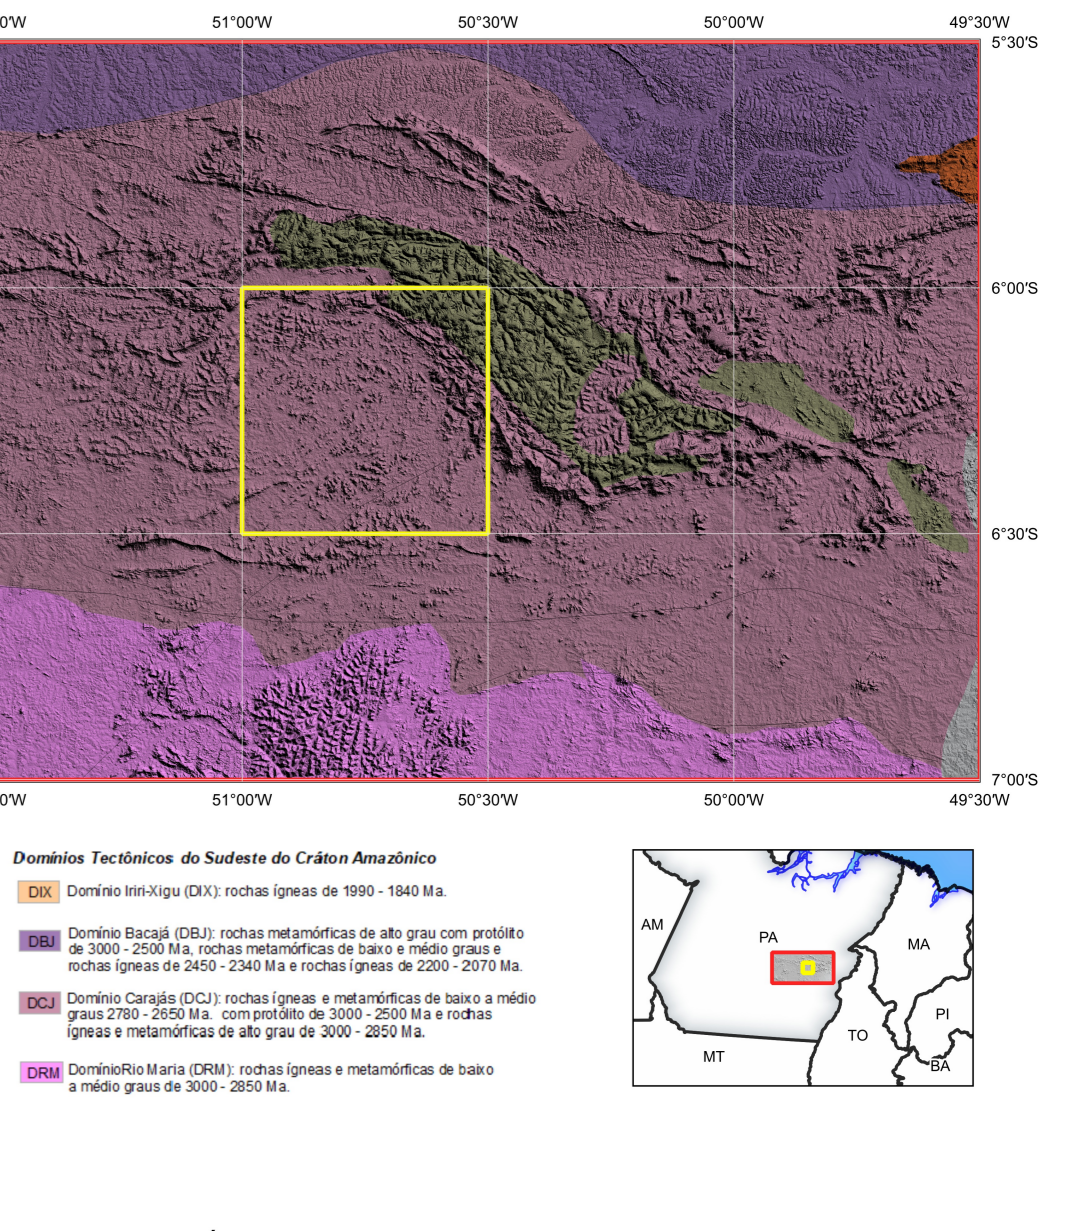 0'W 51°00'W 50°30'W 50°00'W 49°30'W
5°30'S
6°00'S
6°30'S
7°00'S
0'W 51°00'W 50°30'W 50°00'W 49°30'W
Domínios Tectônicos do Sudeste do Cráton Amazônico
DIX Domínio Iriri-Xigu (DIX): rochas ígneas de 1990 - 1840 Ma.
DBJ Domínio Bacajá (DBJ): rochas metamórficas de alto grau com protólito
de 3000 - 2500 Ma, rochas metamórficas de baixo e médio graus e
rochas ígneas de 2450 - 2340 Ma e rochas ígneas de 2200 - 2070 Ma.
DCJ Domínio Carajás (DCJ): rochas ígneas e metamórficas de baixo a médio
graus 2780 - 2650 Ma. com protólito de 3000 - 2500 Ma e rochas
ígneas e metamórficas de alto grau de 3000 - 2850 Ma.
DRM DomínioRio Maria (DRM): rochas ígneas e metamórficas de baixo
a médio graus de 3000 - 2850 Ma.
AM
PA
MA
PI
TO
MT
BA